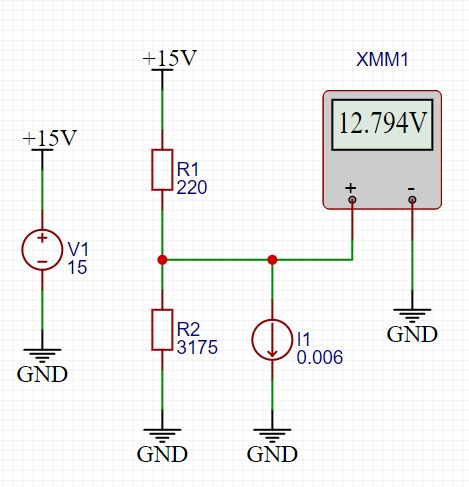 +15V
XMM1
12.794V
+ -
+15V
R1
220
+
V1
−
15
R2
3175
I1
0.006
GND
GND
GND
GND